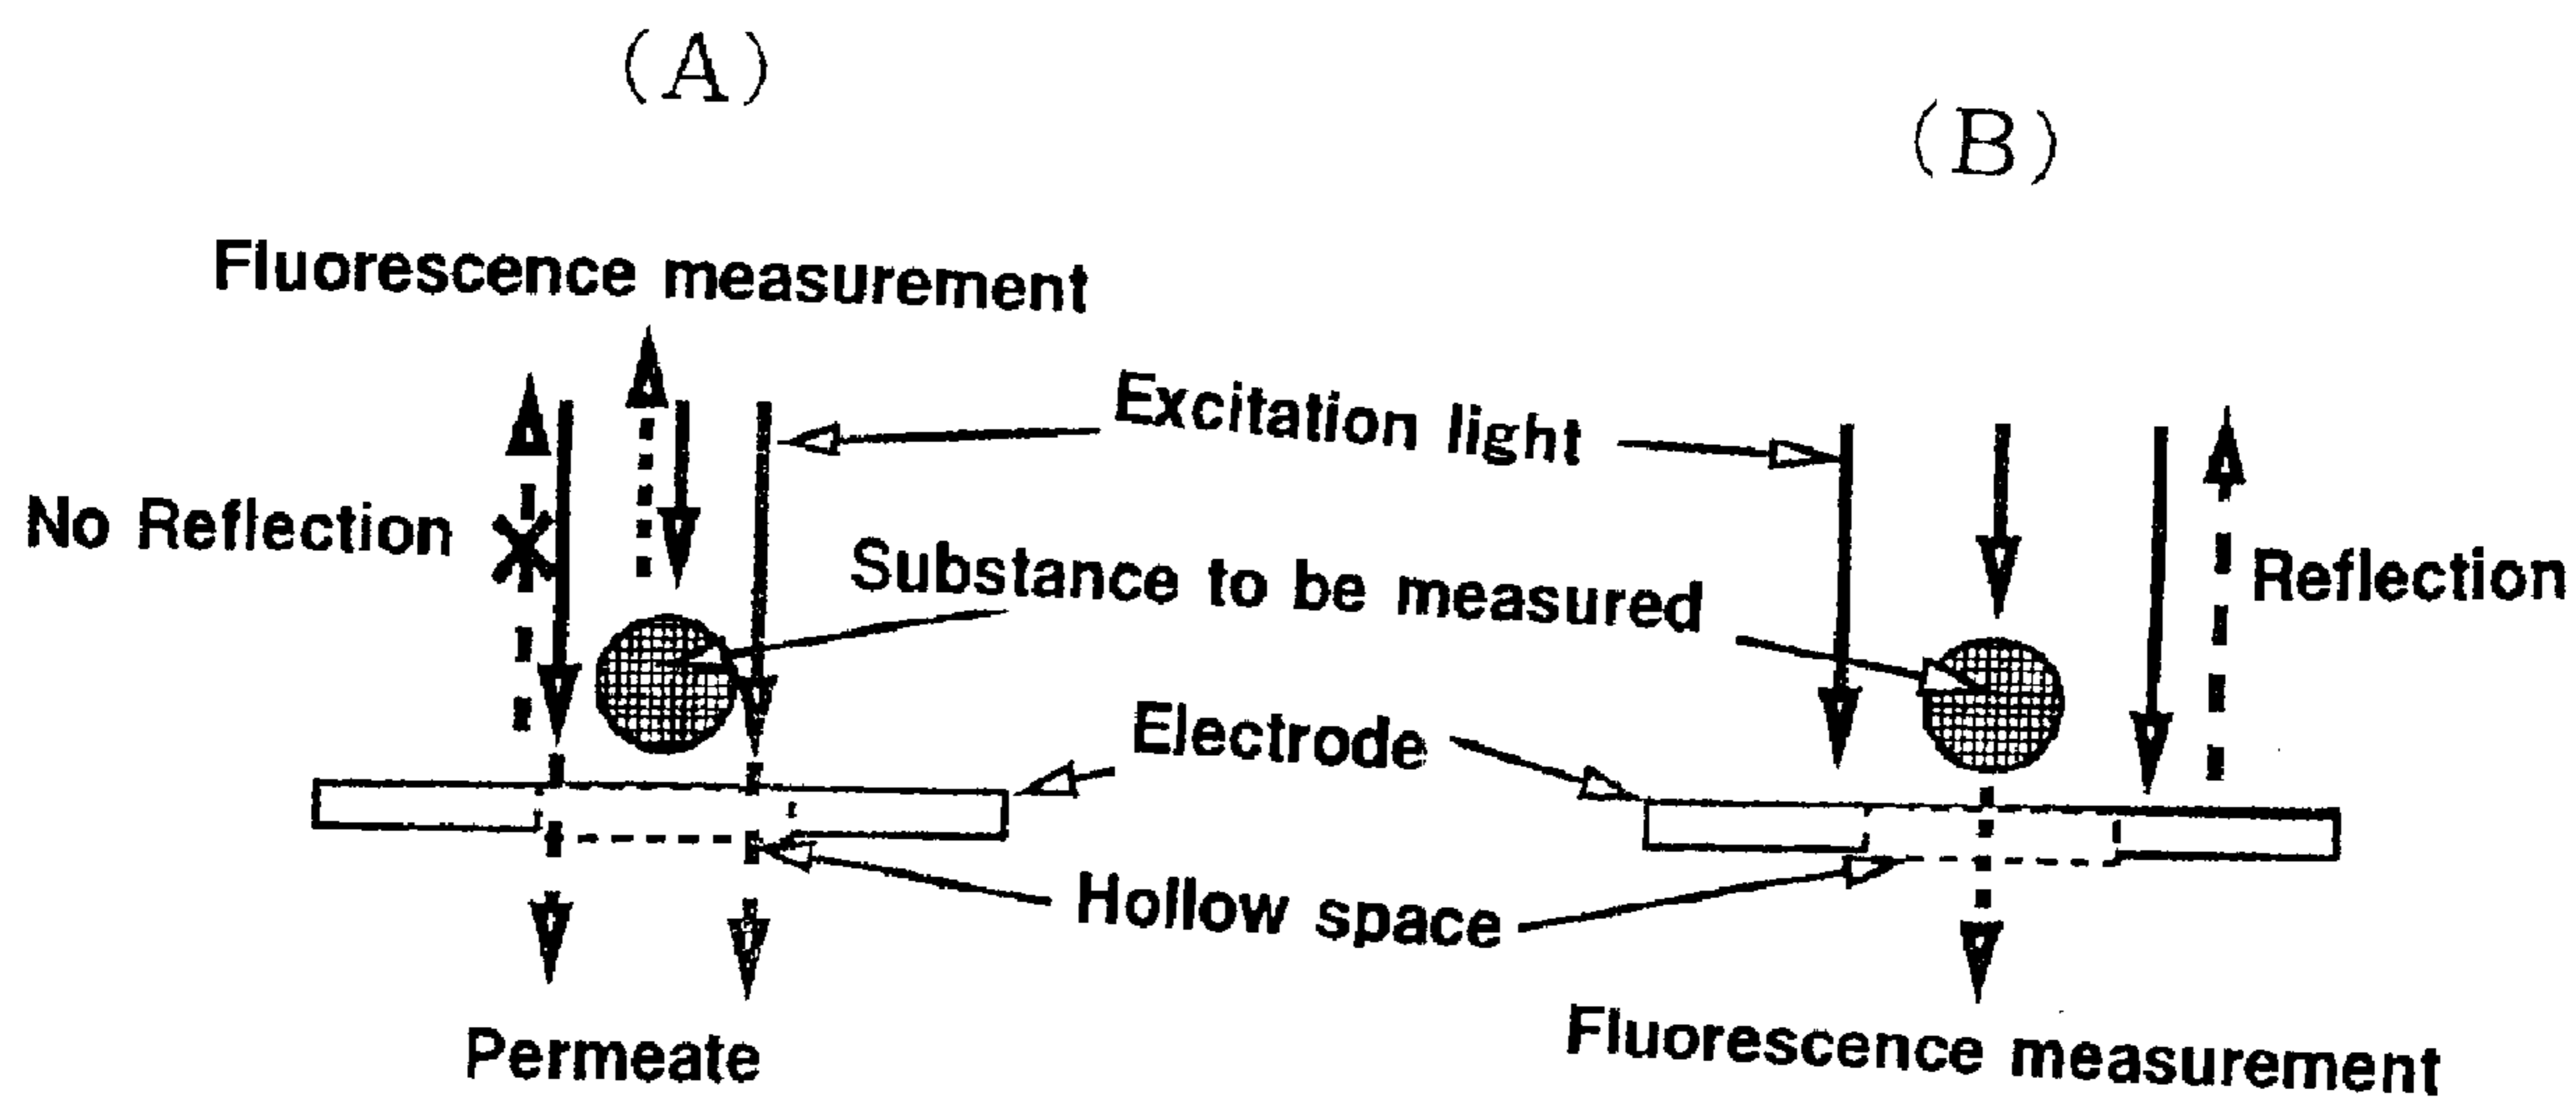 (A)
(B)
Fluorescence measurement
Excitation light
No Reflection
Substance to be measured
Reflection
Electrode
Hollow space
Permeate
Fluorescence measurement